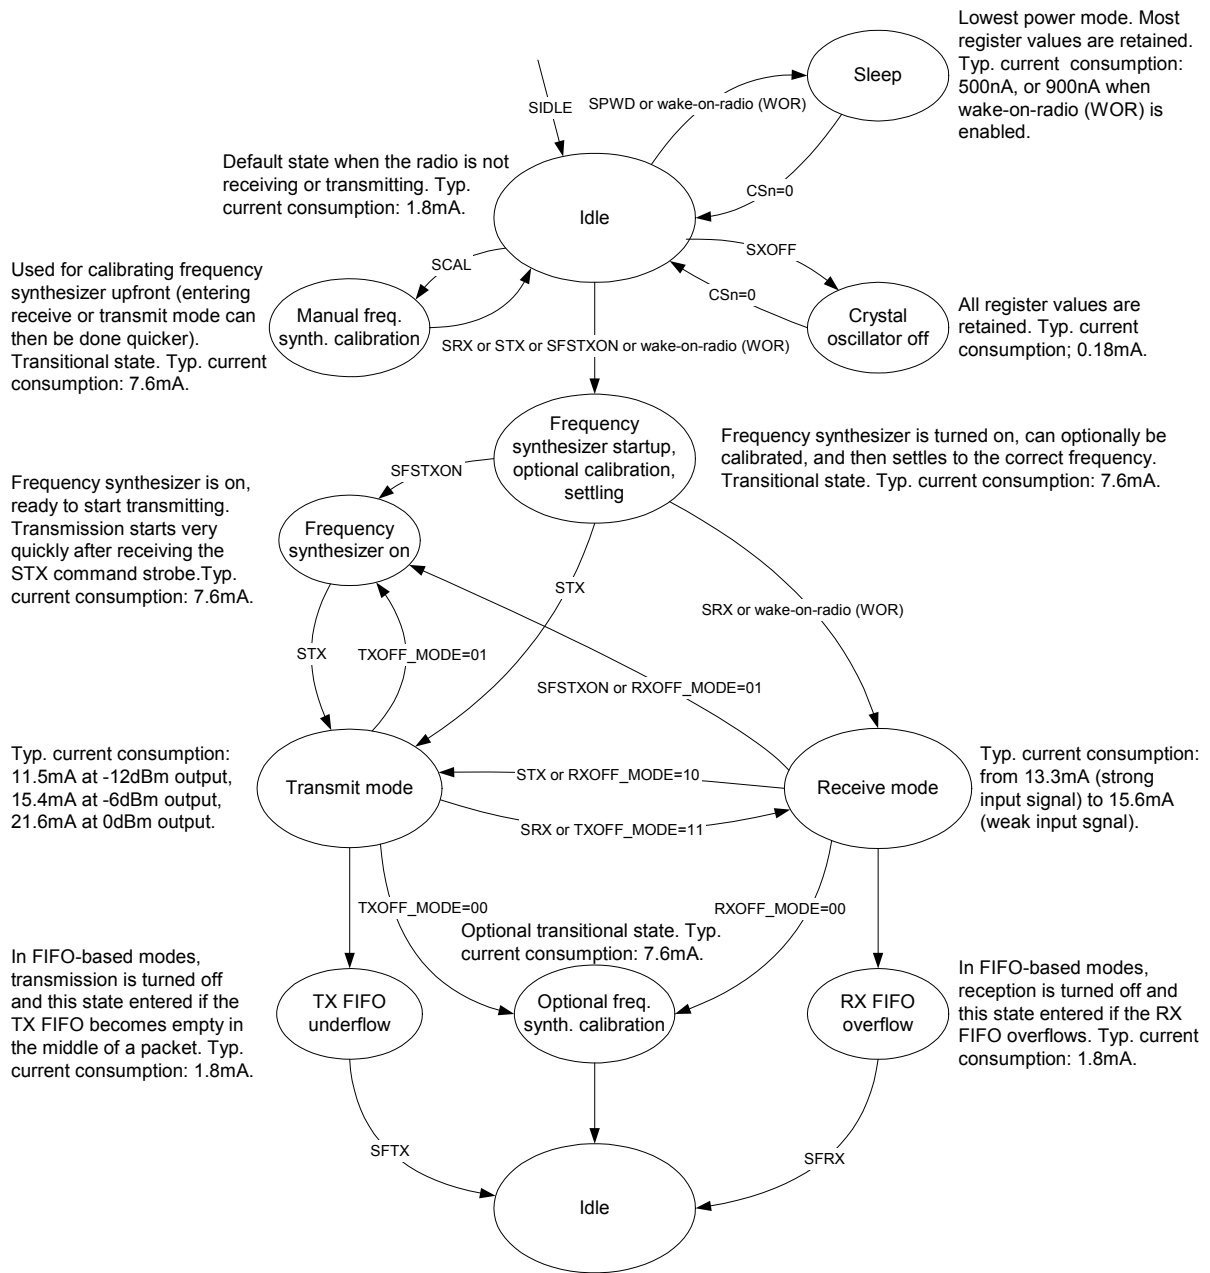 Lowest power mode. Most
register values are retained.
Typ. current consumption:
500nA, or 900nA when
wake-on-radio (WOR) is
enabled.
Sleep
SPWD or wake-on-radio (WOR)
SIDLE
CSn=0
Default state when the radio is not
receiving or transmitting. Typ.
current consumption: 1.8mA.
Idle
SXOFF
SCAL
CSn=0
Used for calibrating frequency
synthesizer upfront (entering
receive or transmit mode can
then be done quicker).
Transitional state. Typ. current
consumption: 7.6mA.
Manual freq.
synth. calibration
Crystal
oscillator off
All register values are
retained. Typ. current
consumption; 0.18mA.
SRX or STX or SFSTXON or wake-on-radio (WOR)
Frequency
synthesizer startup,
optional calibration,
settling
Frequency synthesizer is turned on, can optionally be
calibrated, and then settles to the correct frequency.
Transitional state. Typ. current consumption: 7.6mA.
SFSTXON
Frequency synthesizer is on,
ready to start transmitting.
Transmission starts very
quickly after receiving the
STX command strobe.Typ.
current consumption: 7.6mA.
Frequency
synthesizer on
STX
SRX or wake-on-radio (WOR)
STX
TXOFF_MODE=01
SFSTXON or RXOFF_MODE=01
Typ. current consumption:
11.5mA at -12dBm output,
15.4mA at -6dBm output,
21.6mA at 0dBm output.
Transmit mode
STX or RXOFF_MODE=10
SRX or TXOFF_MODE=11
Receive mode
Typ. current consumption:
from 13.3mA (strong
input signal) to 15.6mA
(weak input sgnal).
TXOFF_MODE=00
RXOFF_MODE=00
Optional transitional state. Typ.
current consumption: 7.6mA.
In FIFO-based modes,
transmission is turned off
and this state entered if the
TX FIFO becomes empty in
the middle of a packet. Typ.
current consumption: 1.8mA.
TX FIFO
underflow
Optional freq.
synth. calibration
RX FIFO
overflow
In FIFO-based modes,
reception is turned off and
this state entered if the RX
FIFO overflows. Typ. current
consumption: 1.8mA.
SFTX
SFRX
Idle